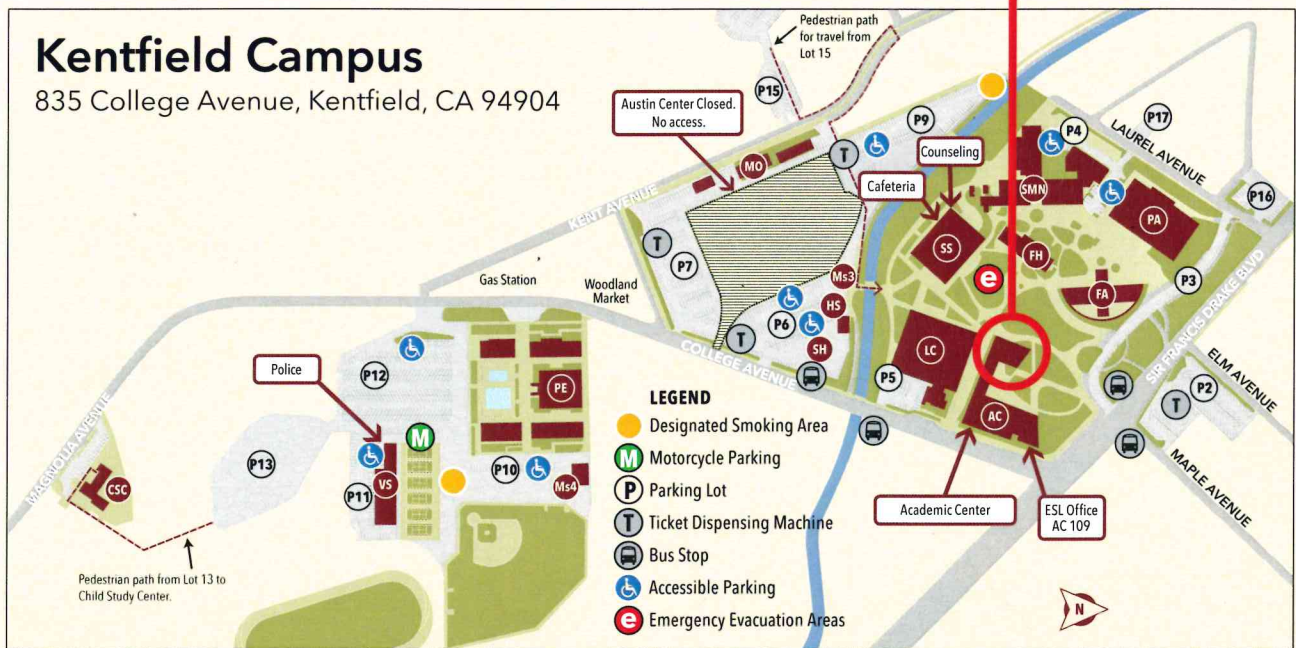 Kentfield Campus
835 College Avenue, Kentfield, CA 94904
Pedestrian path
for travel from
Lot 15
P15
Austin Center Closed.
No access.
MO
T
P9
Counseling
Cafeteria
P4
P17
LAUREL AVENUE
SMN
P16
PA
SS
FH
KENT AVENUE
T
P7
Gas Station
Woodland
Market
Ms3
e
FA
P3
SIR FRANCIS DRAKE BLVD
HS
P6
T
SH
COLLEGE AVENUE
LC
P5
AC
ELM AVENUE
P2
T
MAPLE AVENUE
Academic Center
ESL Office
AC 109
Police
P12
PE
M
P10
Ms4
VS
P11
P13
MAGNOLIA AVENUE
CSC
Pedestrian path from Lot 13 to
Child Study Center.
LEGEND
Designated Smoking Area
M Motorcycle Parking
P Parking Lot
T Ticket Dispensing Machine
Bus Stop
Accessible Parking
e Emergency Evacuation Areas
N